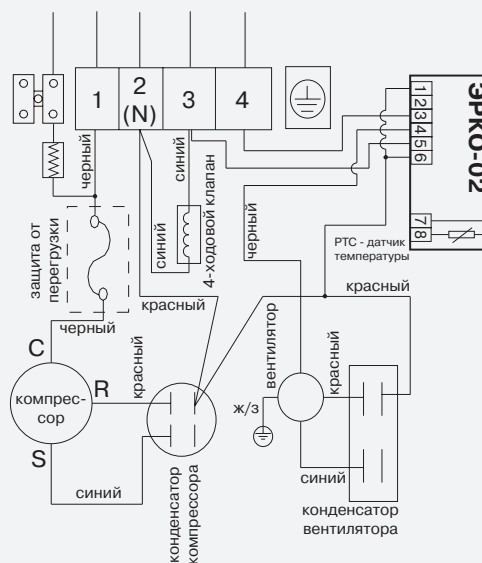 1
2
(N)
3
4
ЭРКО-02
1
2
3
4
5
6
7
8
черный
синий
4-ходовой клапан
синий
черный
защита от
перегрузки
PTC - датчик
температуры
черный
красный
красный
C
R
S
компрес-
сор
красный
вентилятор
красный
ж/з
синий
синий
конденсатор
компрессора
конденсатор
вентилятора